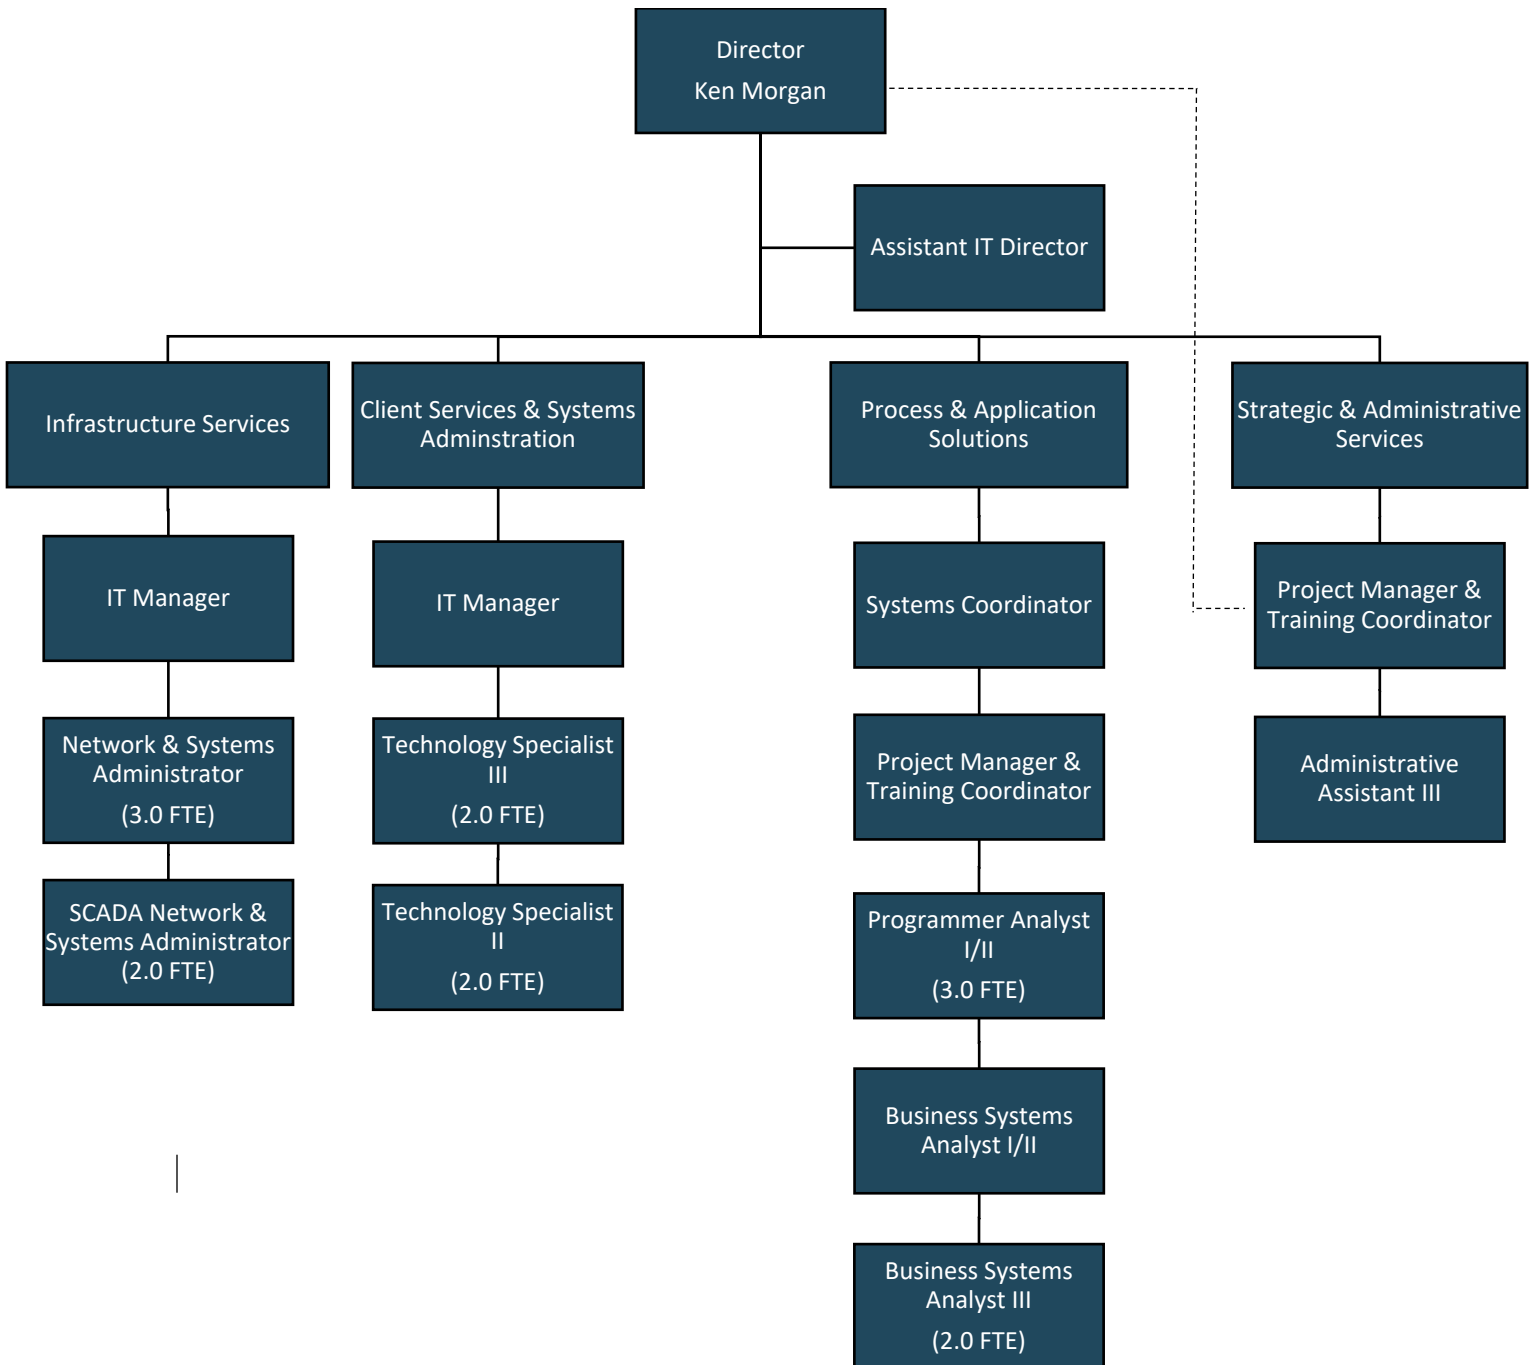 Director
Ken Morgan
Assistant IT Director
Infrastructure Services
Client Services & Systems
Adminstration
Process & Application
Solutions
Strategic & Administrative
Services
IT Manager
IT Manager
Systems Coordinator
Project Manager &
Training Coordinator
Network & Systems
Administrator
(3.0 FTE)
Technology Specialist
III
(2.0 FTE)
Project Manager &
Training Coordinator
Administrative
Assistant III
SCADA Network &
Systems Administrator
(2.0 FTE)
Technology Specialist
II
(2.0 FTE)
Programmer Analyst
I/II
(3.0 FTE)
Business Systems
Analyst I/II
Business Systems
Analyst III
(2.0 FTE)